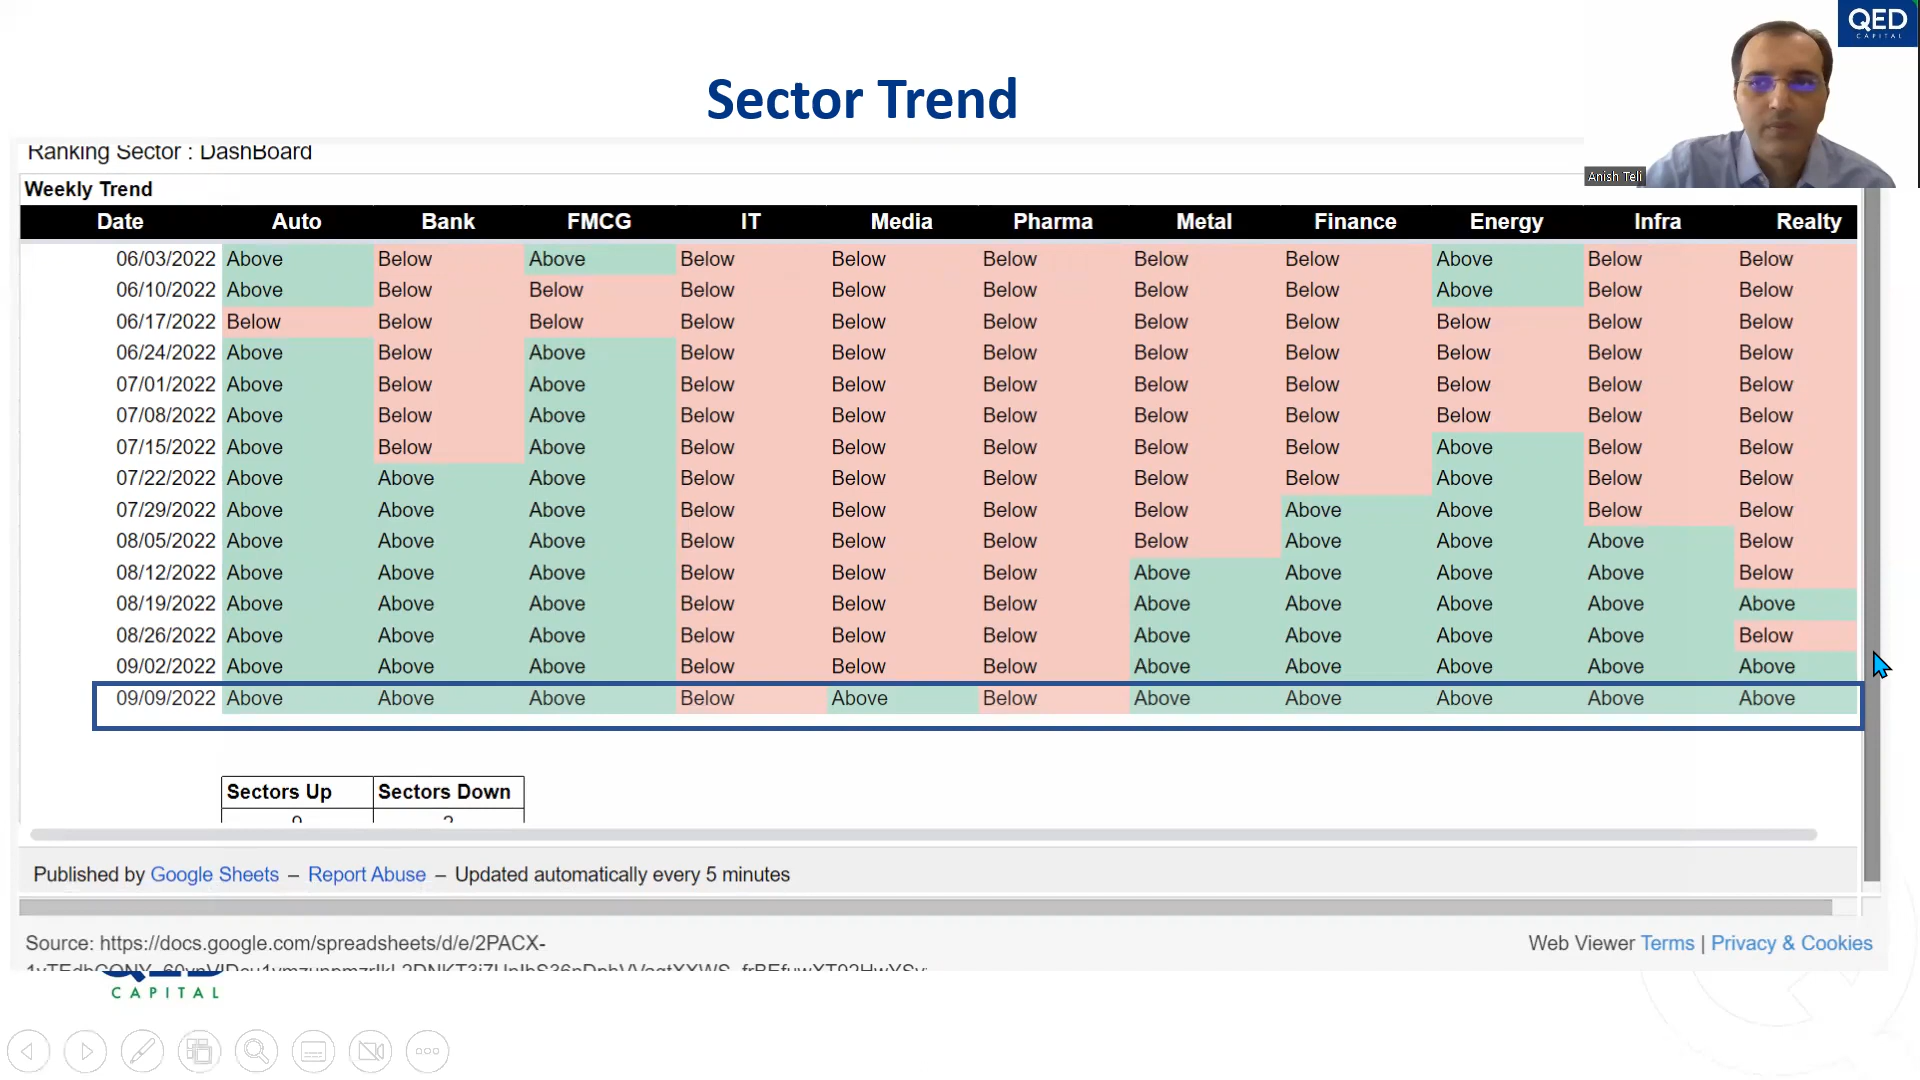 QED
CAPITAL
Sector Trend
Anish Teli
Ranking Sector : DashBoard
Weekly Trend
Date Auto Bank FMCG IT Media Pharma Metal Finance Energy Infra Realty
06/03/2022 Above Below Above Below Below Below Below Below Above Below Below
06/10/2022 Above Below Below Below Below Below Below Below Above Below Below
06/17/2022 Below Below Below Below Below Below Below Below Below Below Below
06/24/2022 Above Below Above Below Below Below Below Below Below Below Below
07/01/2022 Above Below Above Below Below Below Below Below Below Below Below
07/08/2022 Above Below Above Below Below Below Below Below Below Below Below
07/15/2022 Above Below Above Below Below Below Below Below Above Below Below
07/22/2022 Above Above Above Below Below Below Below Below Above Below Below
07/29/2022 Above Above Above Below Below Below Below Above Above Below Below
08/05/2022 Above Above Above Below Below Below Below Above Above Above Below
08/12/2022 Above Above Above Below Below Below Above Above Above Above Below
08/19/2022 Above Above Above Below Below Below Above Above Above Above Above
08/26/2022 Above Above Above Below Below Below Above Above Above Above Below
09/02/2022 Above Above Above Below Below Below Above Above Above Above Above
09/09/2022 Above Above Above Below Above Below Above Above Above Above Above
Sectors Up Sectors Down
Published by Google Sheets – Report Abuse – Updated automatically every 5 minutes
Source: https://docs.google.com/spreadsheets/d/e/2PACX-
Web Viewer Terms | Privacy & Cookies
CAPITAL